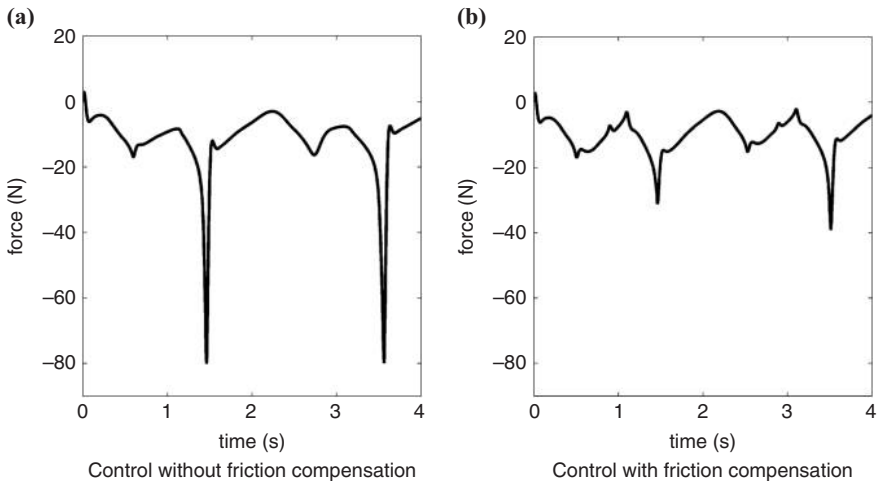 (a)
20
0
–20
–40
–60
–80
force (N)
0 1 2 3 4
time (s)
Control without friction compensation
(b)
20
0
–20
–40
–60
–80
force (N)
0 1 2 3 4
time (s)
Control with friction compensation